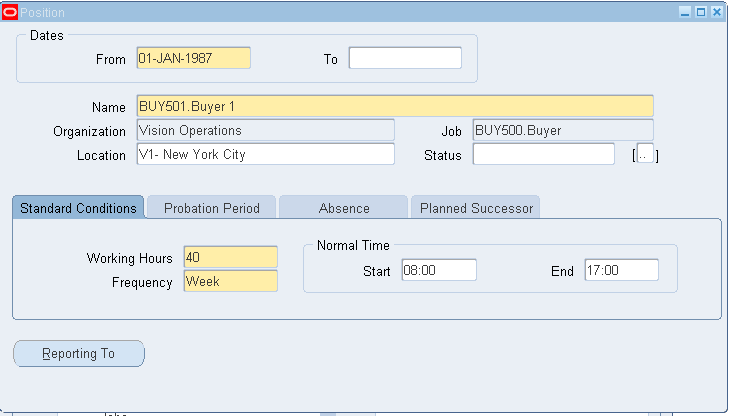 Position
Dates
From 01-JAN-1987 To
Name BUY501.Buyer 1
Organization Vision Operations Job BUY500.Buyer
Location V1- New York City Status [ .. ]
Standard Conditions Probation Period Absence Planned Successor
Normal Time
Working Hours 40
Start 08:00 End 17:00
Frequency Week
Reporting To